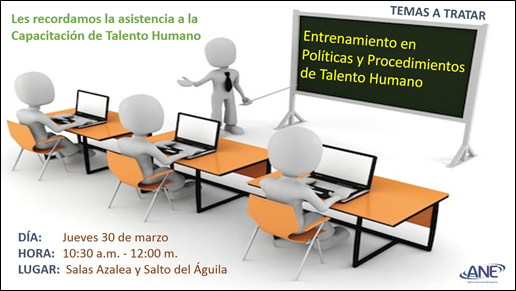 Les recordamos la asistencia a la
Capacitación de Talento Humano
TEMAS A TRATAR
Entrenamiento en
Políticas y Procedimientos
de Talento Humano
DÍA: Jueves 30 de marzo
HORA: 10:30 a.m. - 12:00 m.
LUGAR: Salas Azalea y Salto del Águila
ANE